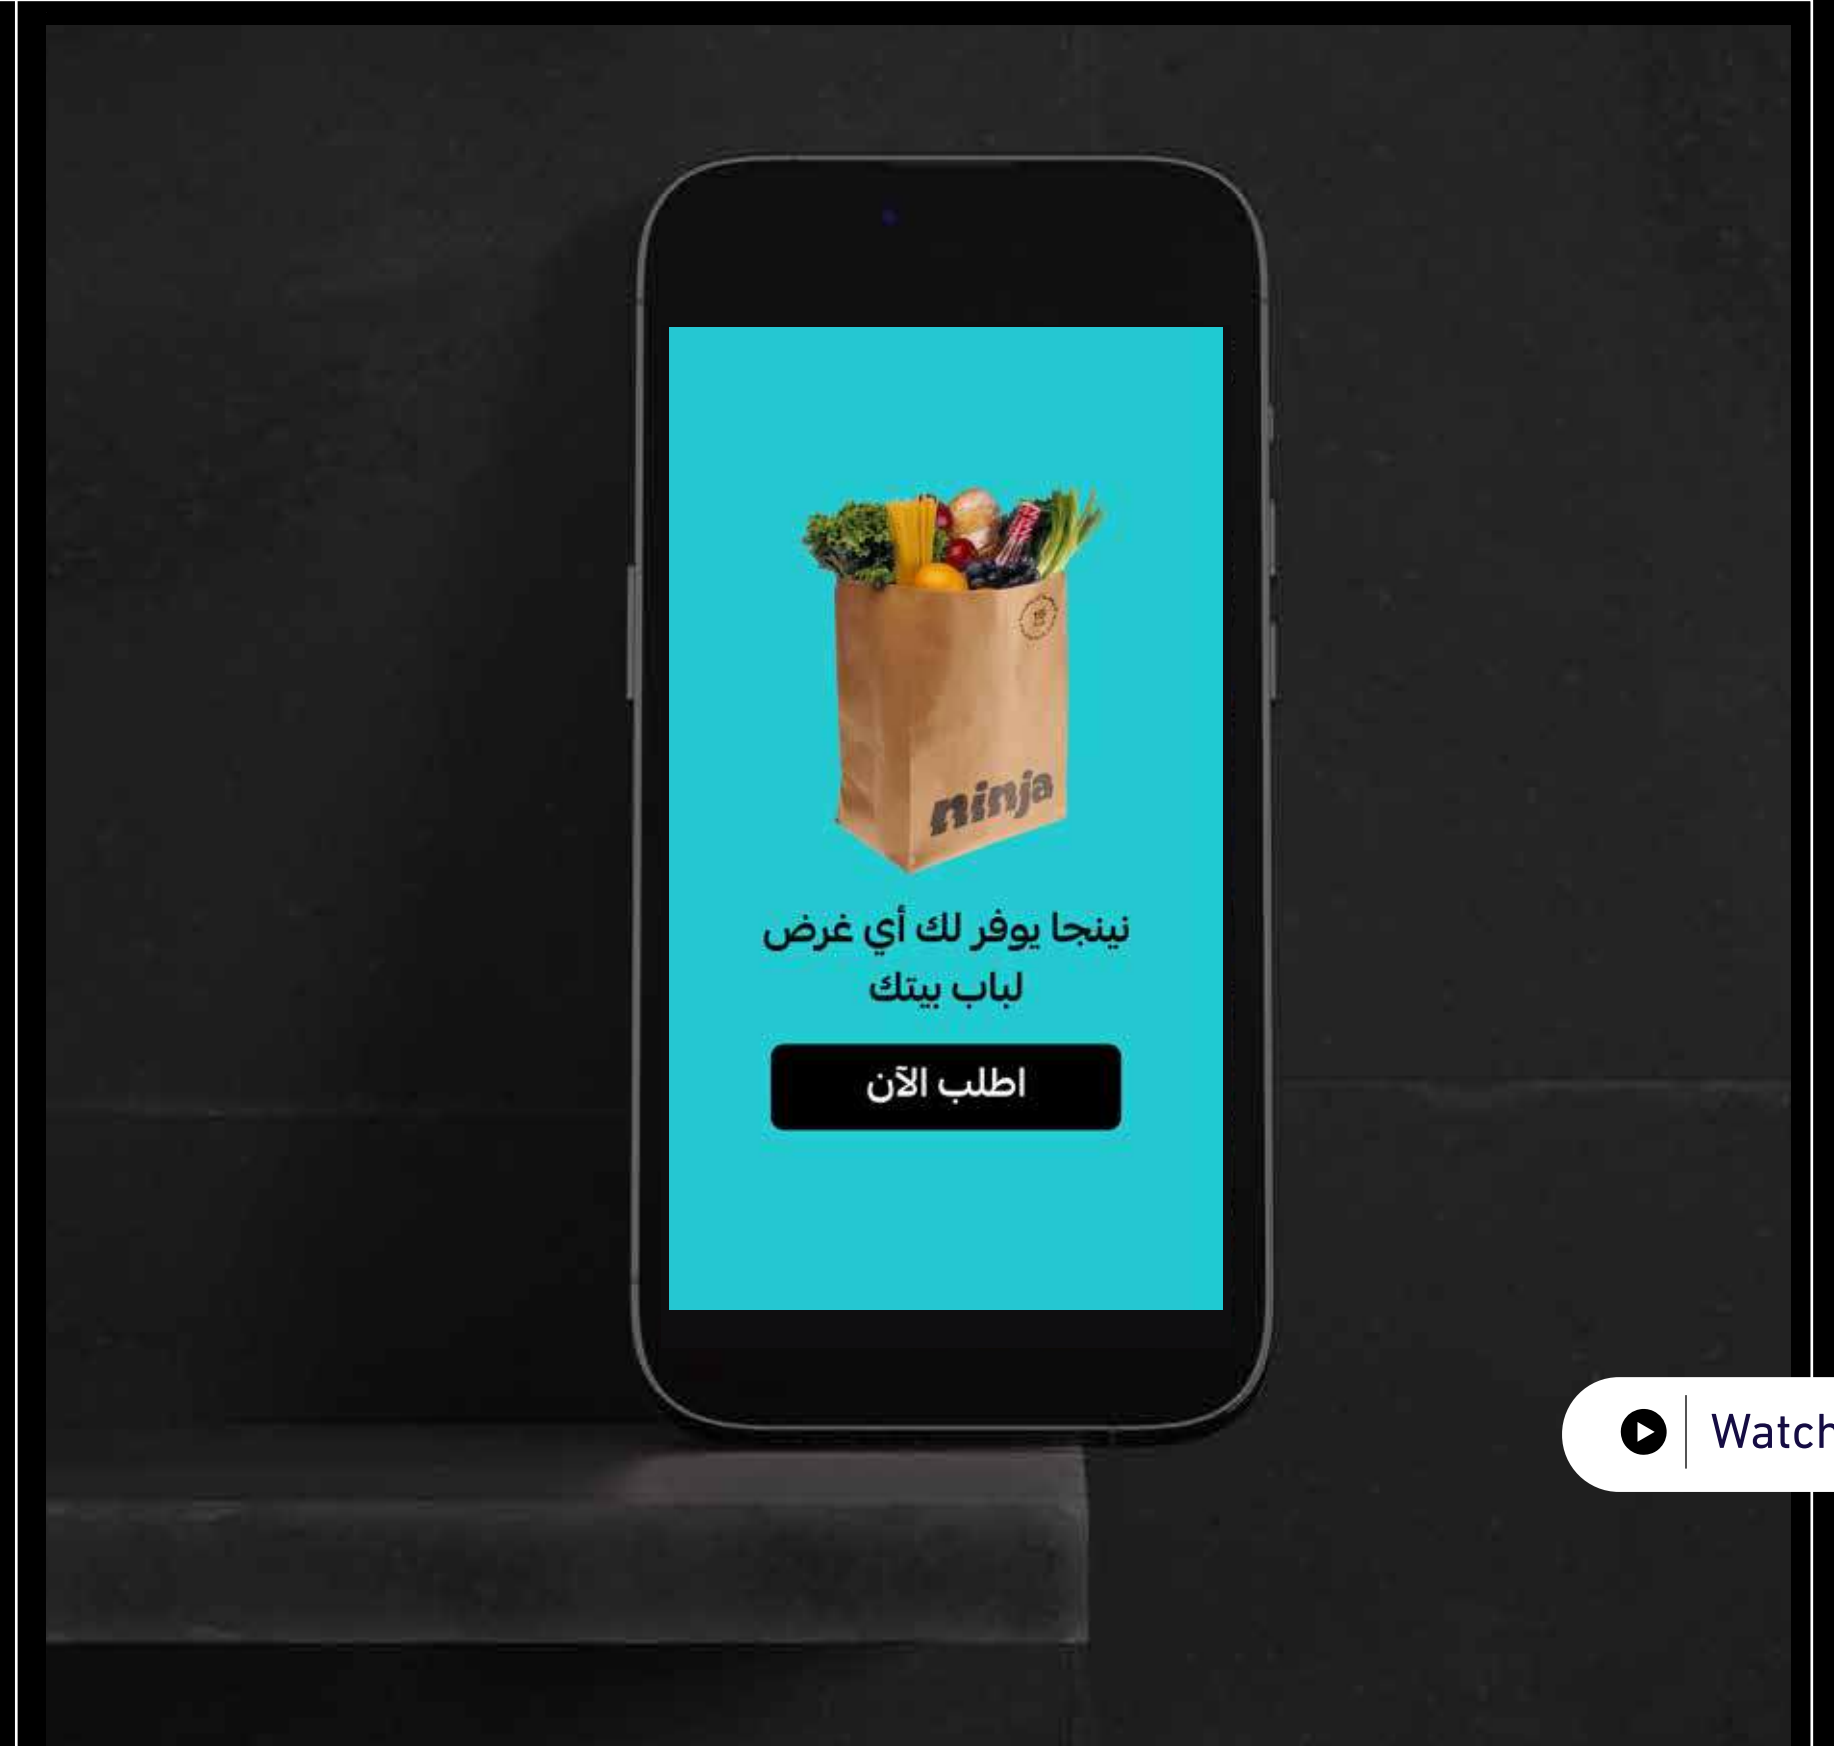 ninja
نينجا يوفر لك أي غرض
لباب بيتك
اطلب الآن
Watch